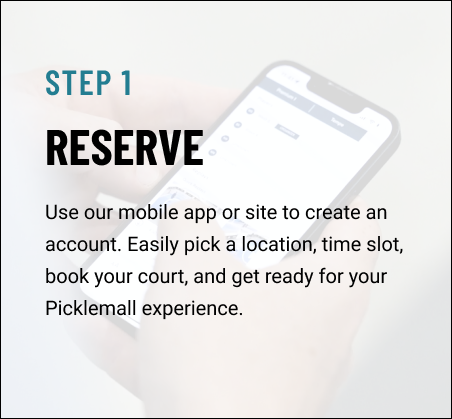 STEP 1
RESERVE
Use our mobile app or site to create an
account. Easily pick a location, time slot,
book your court, and get ready for your
Picklemall experience.